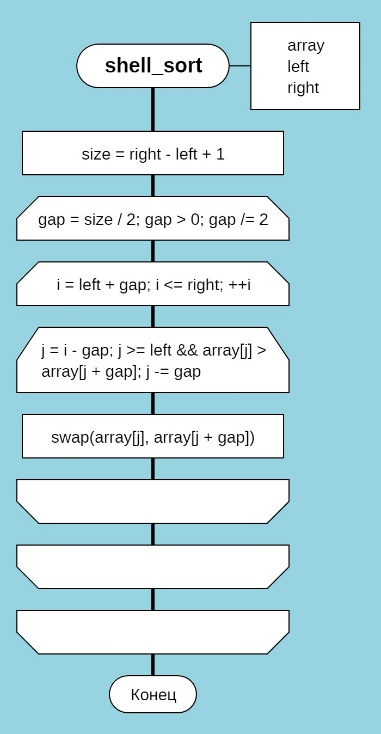 shell_sort
array
left
right
size = right - left + 1
gap = size / 2; gap > 0; gap /= 2
i = left + gap; i <= right; ++i
j = i - gap; j >= left && array[j] >
array[j + gap]; j -= gap
swap(array[j], array[j + gap])
Конец